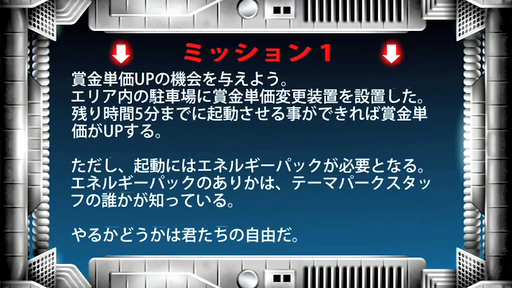 ミッション1
賞金単価UPの機会を与えよう。
エリア内の駐車場に賞金単価変更装置を設置した。
残り時間5分までに起動させる事ができれば賞金単
価がUPする。
ただし、起動にはエネルギーパックが必要となる。
エネルギーパックのありかは、テーマパークスタッ
フの誰かが知っている。
やるかどうかは君たちの自由だ。